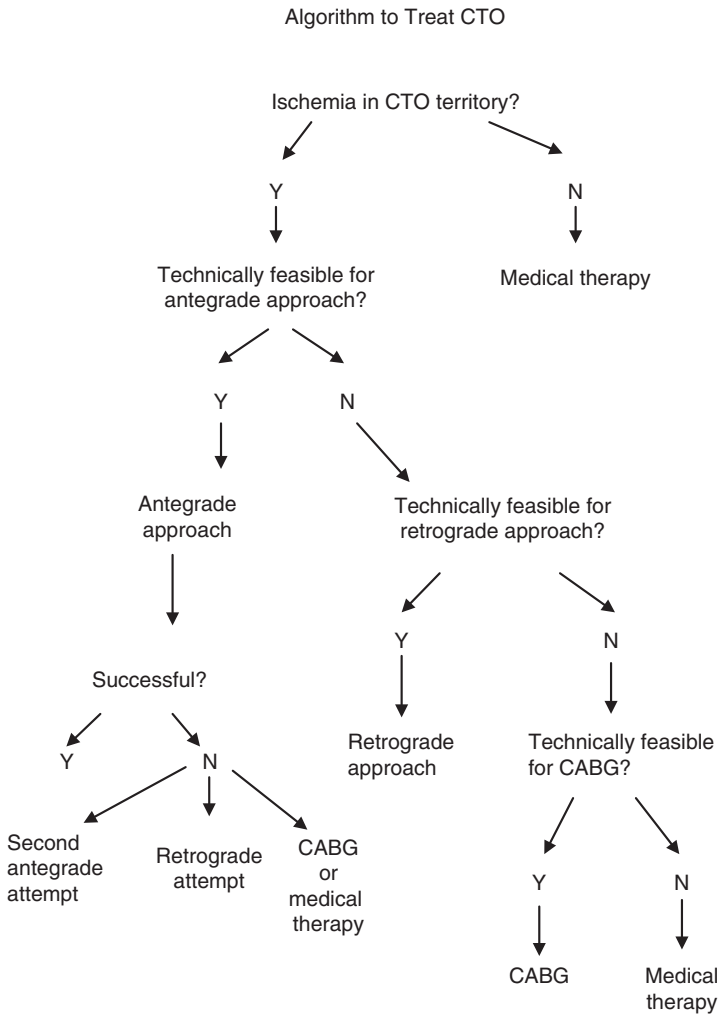 Algorithm to Treat CTO
Ischemia in CTO territory?
Y
N
Technically feasible for
antegrade approach?
Medical therapy
Y
N
Antegrade
approach
Technically feasible for
retrograde approach?
Y
N
Successful?
Y
N
Retrograde
approach
Technically feasible
for CABG?
Second
antegrade
attempt
Retrograde
attempt
CABG
or
medical
therapy
Y
N
CABG
Medical
therapy